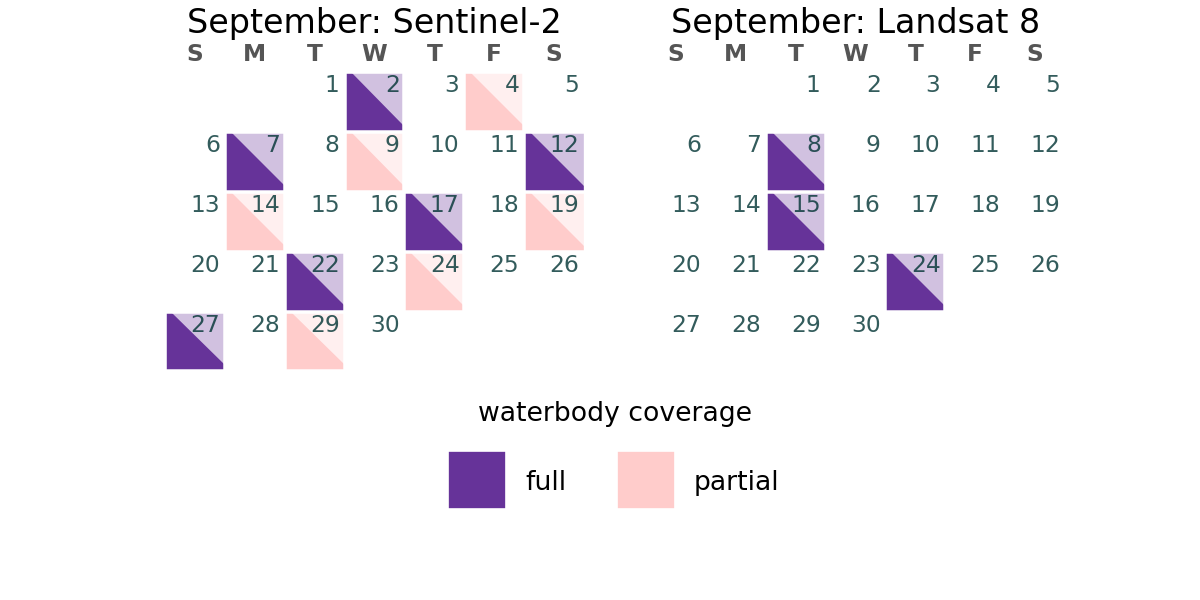 September: Sentinel-2
S M T W T F S
1 2 3 4 5
6 7 8 9 10 11 12
13 14 15 16 17 18 19
20 21 22 23 24 25 26
27 28 29 30
September: Landsat 8
S M T W T F S
1 2 3 4 5
6 7 8 9 10 11 12
13 14 15 16 17 18 19
20 21 22 23 24 25 26
27 28 29 30
waterbody coverage
full partial